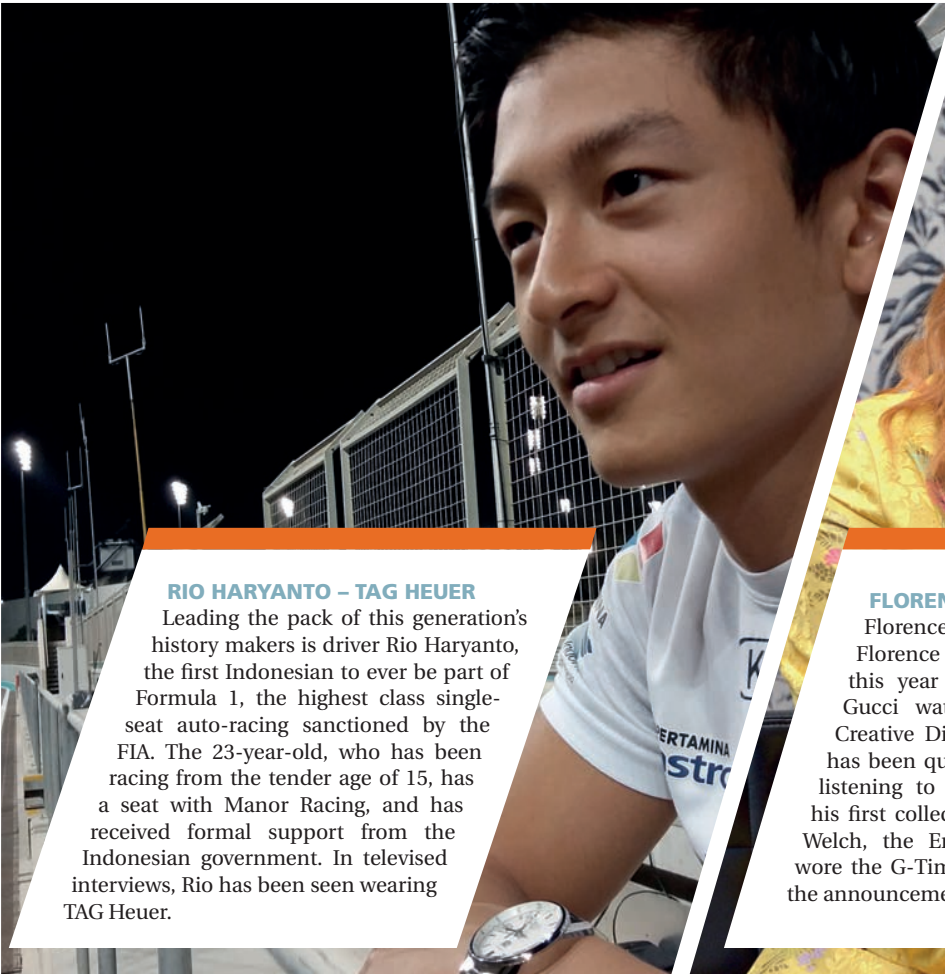 RIO HARYANTO – TAG HEUER
Leading the pack of this generation's
history makers is driver Rio Haryanto,
the first Indonesian to ever be part of
Formula 1, the highest class single-
seat auto-racing sanctioned by the
FIA. The 23-year-old, who has been
racing from the tender age of 15, has
a seat with Manor Racing, and has
received formal support from the
Indonesian government. In televised
interviews, Rio has been seen wearing
TAG Heuer.
PERTAMINA
FLOREN
Florence
Florence
this year
Gucci wat
Creative Di
has been qu
listening to
his first collec
Welch, the En
wore the G-Tim
the announceme